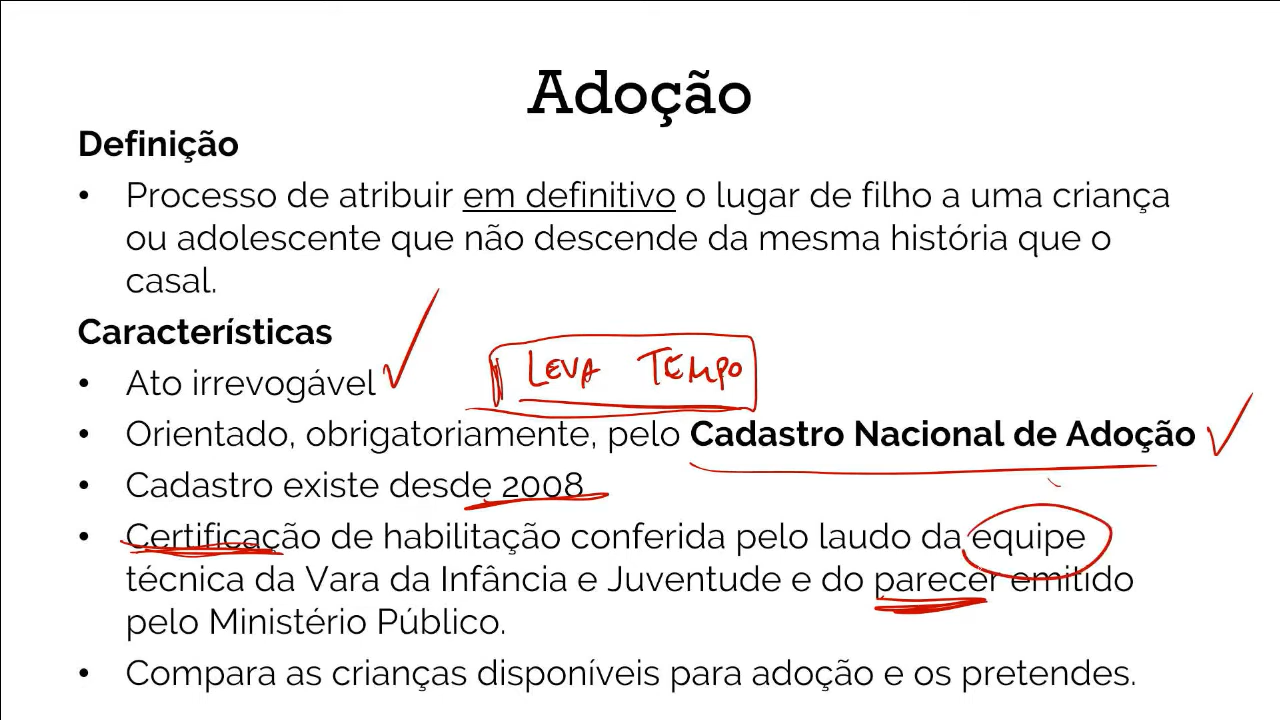 Adoção
Definição
• Processo de atribuir em definitivo o lugar de filho a uma criança
ou adolescente que não descende da mesma história que o
casal.
Características
• Ato irrevogável
LEVA TEMPO
• Orientado, obrigatoriamente, pelo Cadastro Nacional de Adoção
• Cadastro existe desde 2008
• Certificação de habilitação conferida pelo laudo da equipe
técnica da Vara da Infância e Juventude e do parecer emitido
pelo Ministério Público.
• Compara as crianças disponíveis para adoção e os pretendes.